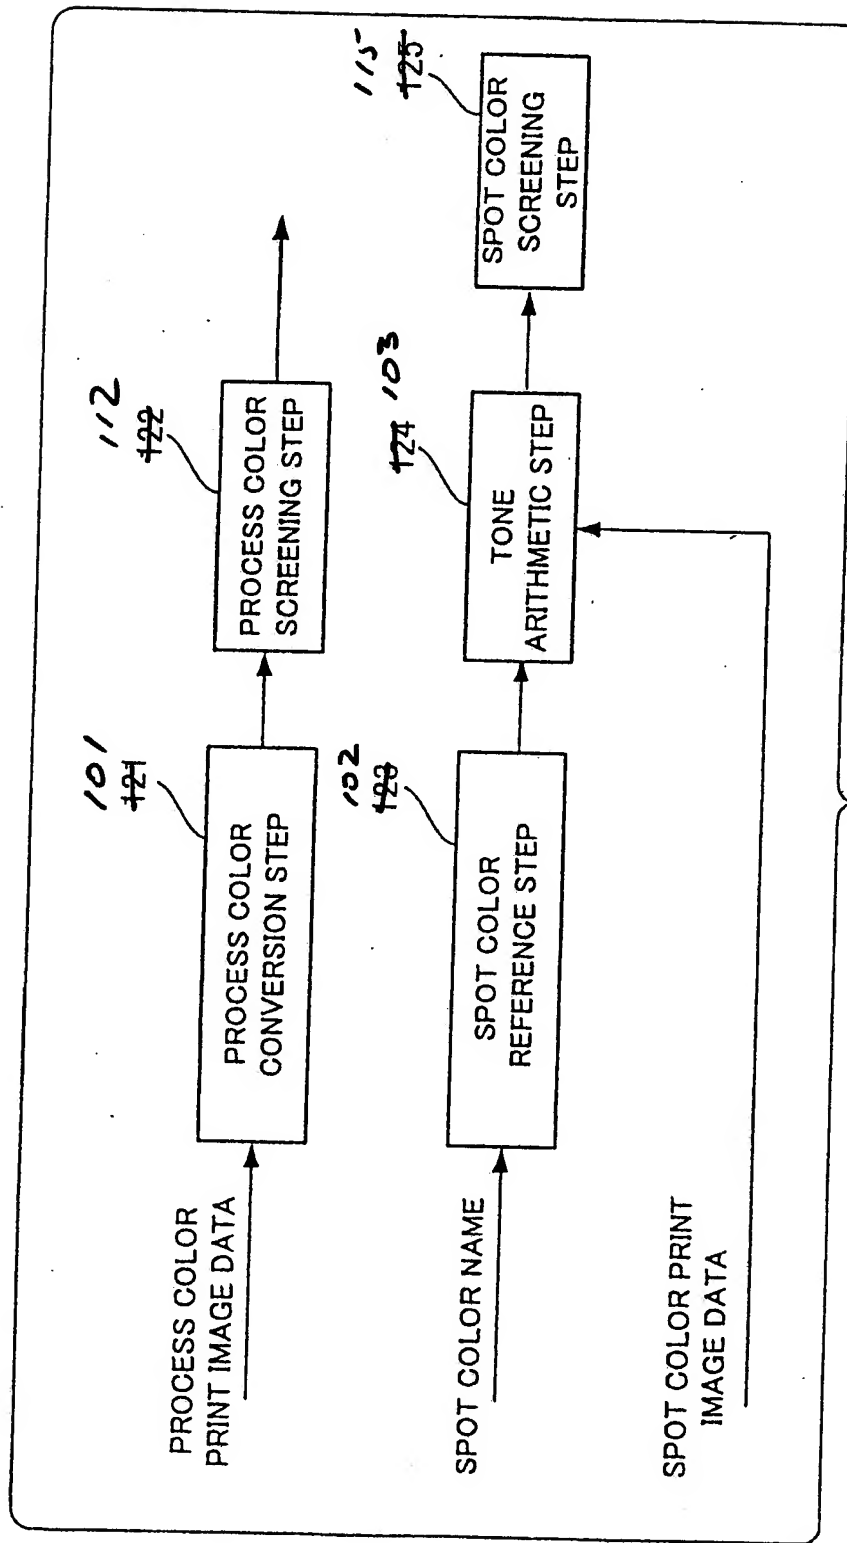 PROCESS COLOR
PRINT IMAGE DATA
101
121
PROCESS COLOR
CONVERSION STEP
112
122
PROCESS COLOR
SCREENING STEP
SPOT COLOR NAME
102
123
SPOT COLOR
REFERENCE STEP
103
124
TONE
ARITHMETIC STEP
115
125
SPOT COLOR
SCREENING
STEP
SPOT COLOR PRINT
IMAGE DATA